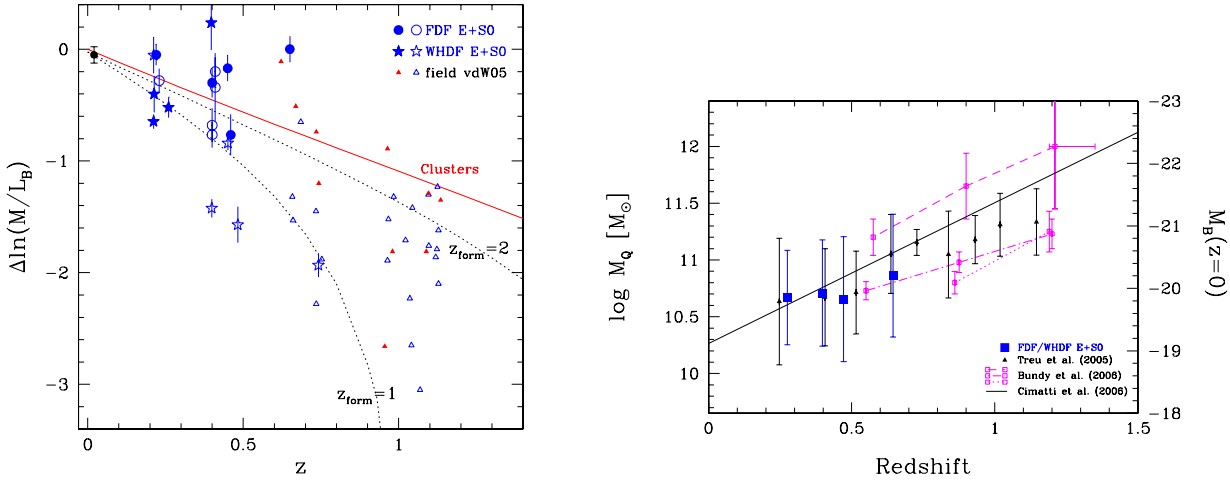 FDF E+S0
WHDF E+S0
field vdW05
Clusters
z_form=2
z_form=1
0
−1
−2
−3
0
0.5
1
z
Δln(M/L_B)
FDF/WHDF E+S0
Treu et al. (2005)
Bundy et al. (2006)
Cimatti et al. (2006)
12
11.5
11
10.5
10
0
0.5
1
1.5
Redshift
log M_Q [M_⊙]
−23
−22
−21
−20
−19
−18
M_B(z=0)